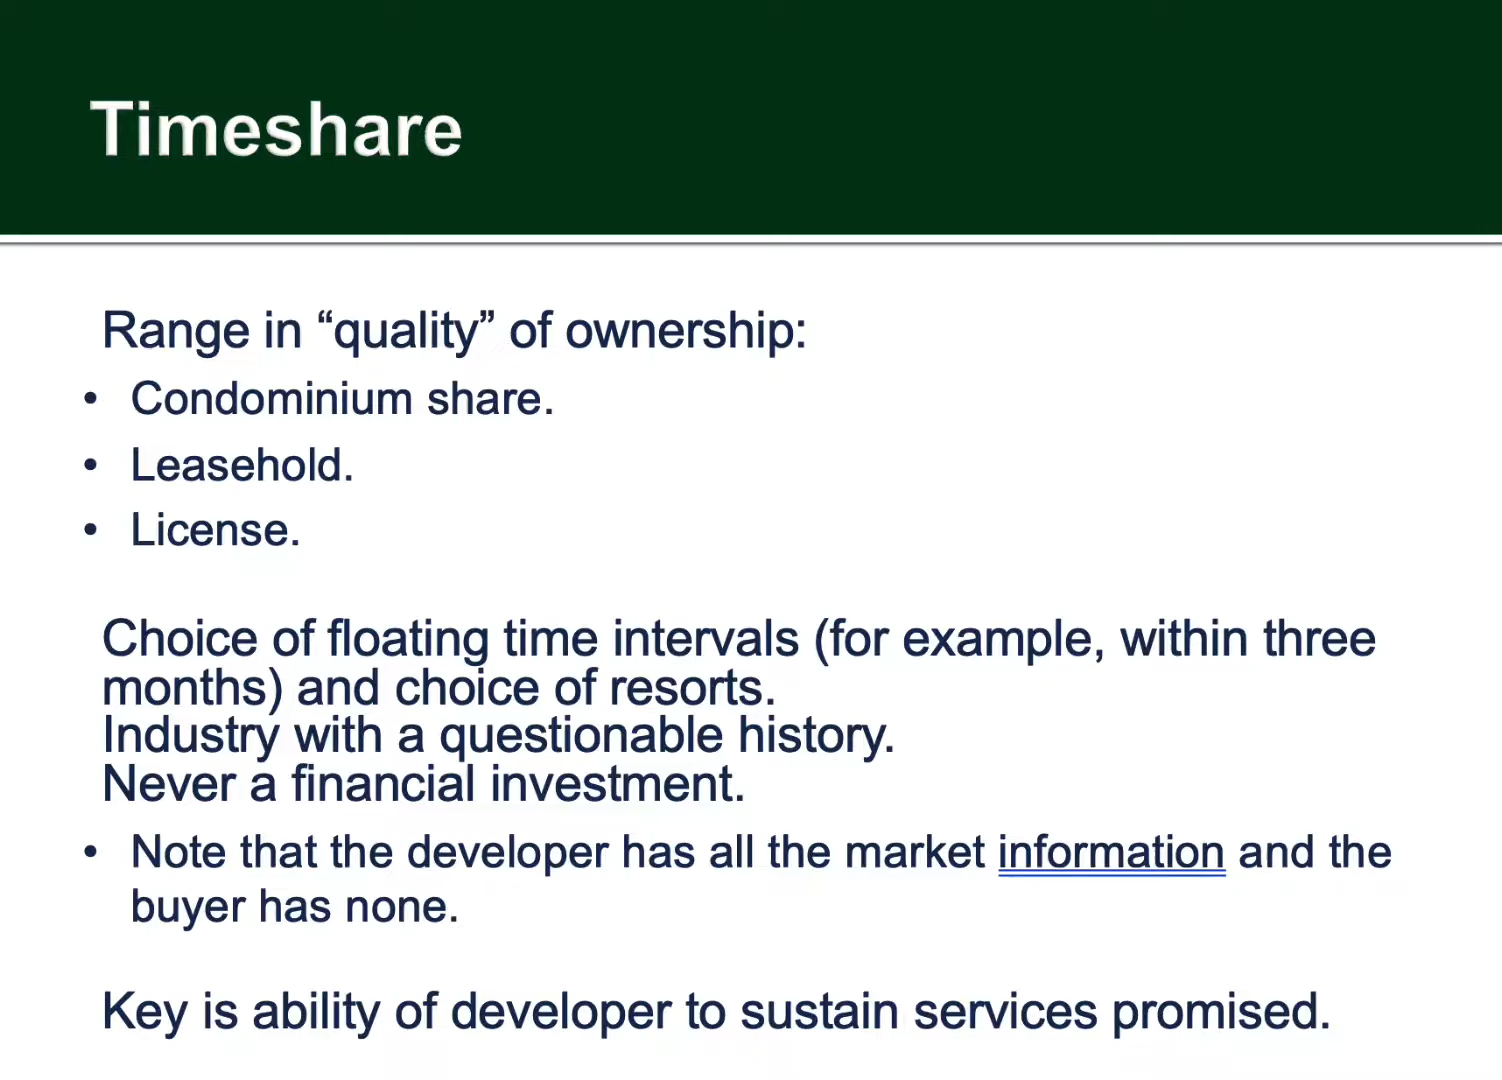 Timeshare
Range in “quality” of ownership:
• Condominium share.
• Leasehold.
• License.
Choice of floating time intervals (for example, within three
months) and choice of resorts.
Industry with a questionable history.
Never a financial investment.
• Note that the developer has all the market information and the
buyer has none.
Key is ability of developer to sustain services promised.